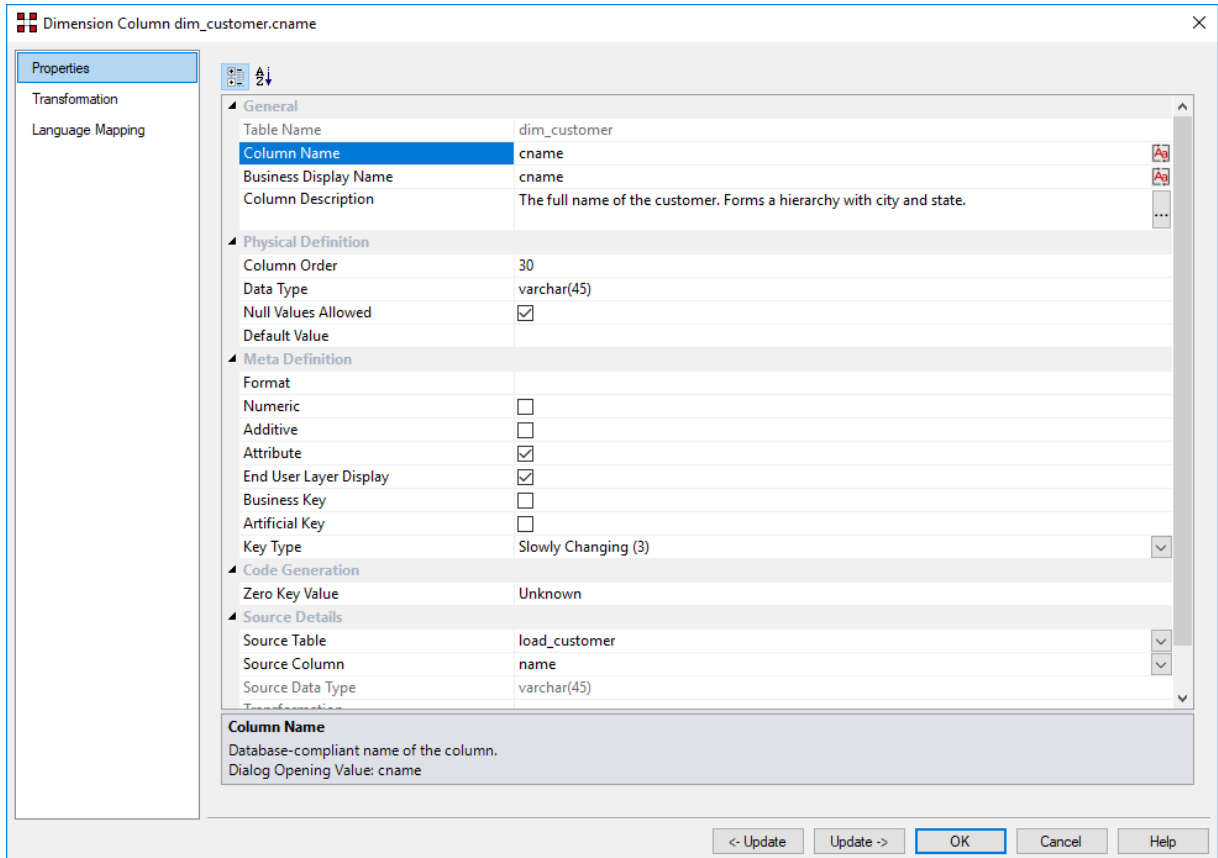 Dimension Column dim_customer.cname
Properties
Transformation
Language Mapping
General
Table Name dim_customer
Column Name cname
Business Display Name cname
Column Description The full name of the customer. Forms a hierarchy with city and state.
Physical Definition
Column Order 30
Data Type varchar(45)
Null Values Allowed
Default Value
Meta Definition
Format
Numeric
Additive
Attribute
End User Layer Display
Business Key
Artificial Key
Key Type Slowly Changing (3)
Code Generation
Zero Key Value Unknown
Source Details
Source Table load_customer
Source Column name
Source Data Type varchar(45)
Transformation
Column Name
Database-compliant name of the column.
Dialog Opening Value: cname
<- Update Update -> OK Cancel Help